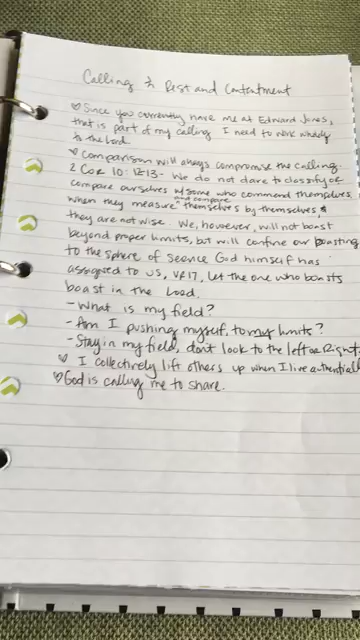 Calling & Rest and Contentment
♡ Since you currently have me at Edward Jones,
that is part of my calling I need to work wholey
to the Lord.
♡ Comparison will always compromise the calling.
2 Cor 10:12-13 - We do not dare to classify or
compare ourselves w/ some who commend themselves.
When they measure and compare themselves by themselves &
they are not wise. We, however, will not boast
beyond proper limits, but will confine our boasting
to the sphere of service God himself has
assigned to us, V#17, Let the one who boasts
boast in the Lord.
- What is my field?
- Am I pushing myself, to my limits?
- Stay in my field, don't look to the left or Right.
♡ I collectively lift others up when I live authentical
♡ God is calling me to share.